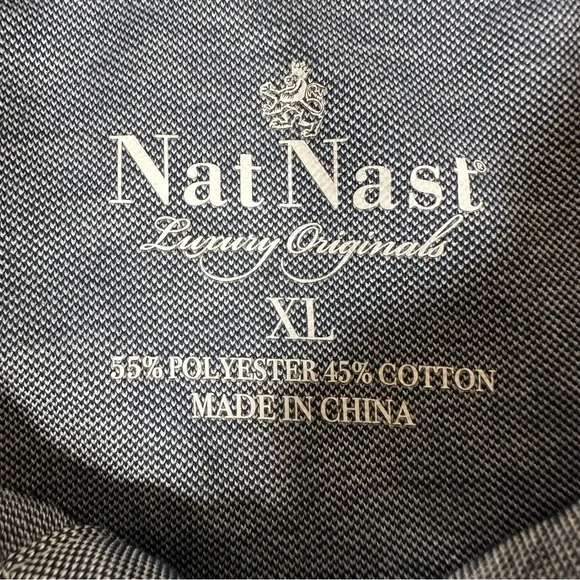 Nat Nast®
Luxury Originals
XL
55% POLYESTER 45% COTTON
MADE IN CHINA